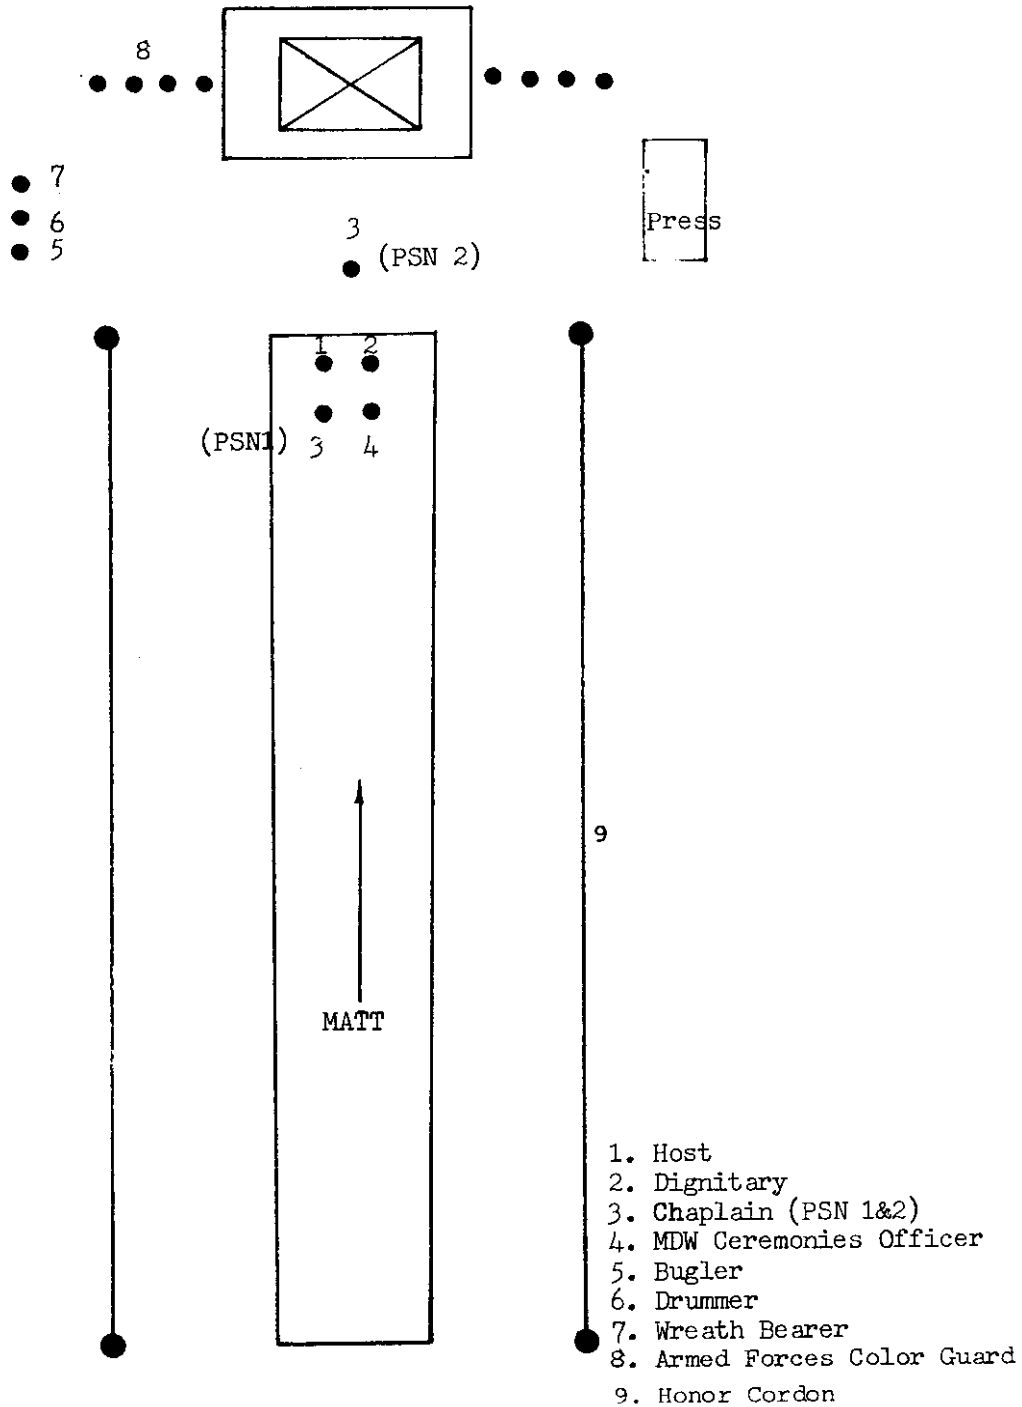 8
7
6
5
3
(PSN 2)
Press
1 2
(PSN1) 3 4
9
MATT
1. Host
2. Dignitary
3. Chaplain (PSN 1&2)
4. MDW Ceremonies Officer
5. Bugler
6. Drummer
7. Wreath Bearer
8. Armed Forces Color Guard
9. Honor Cordon